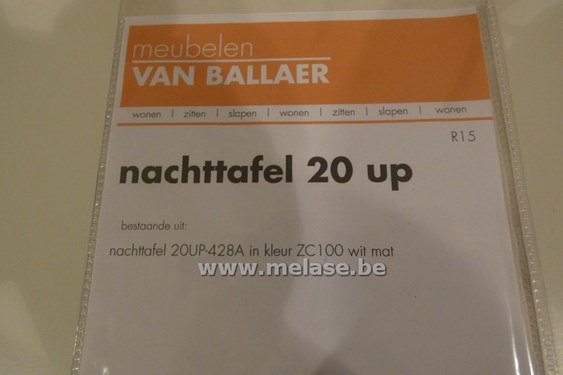 meubelen
VAN BALLAER
wonen | zitten | slapen | wonen | zitten | slapen | wonen
R15
nachttafel 20 up
bestaande uit:
nachttafel 20UP-428A in kleur ZC100 wit mat
www.melase.be